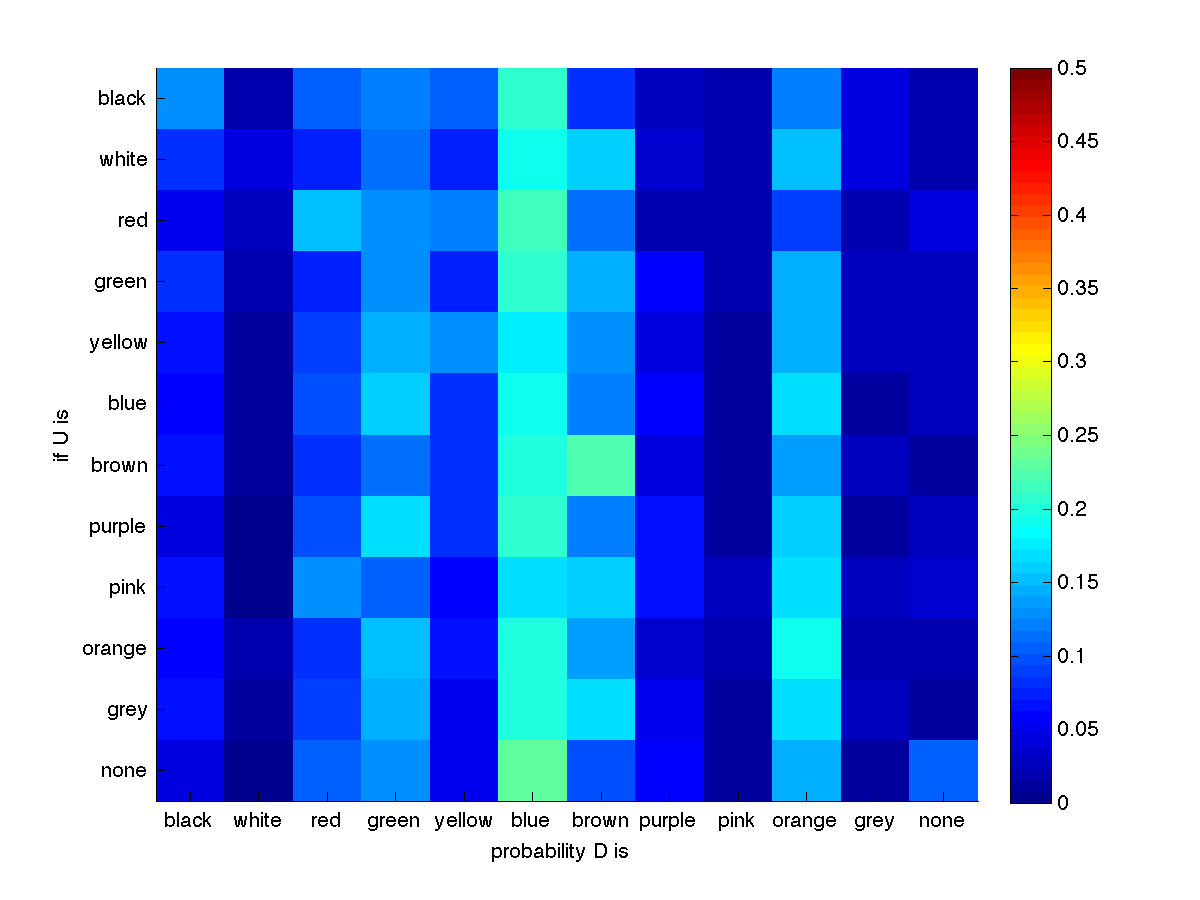 black
white
red
green
yellow
blue
brown
purple
pink
orange
grey
none
if U is
black white red green yellow blue brown purple pink orange grey none
probability D is
0.5
0.45
0.4
0.35
0.3
0.25
0.2
0.15
0.1
0.05
0